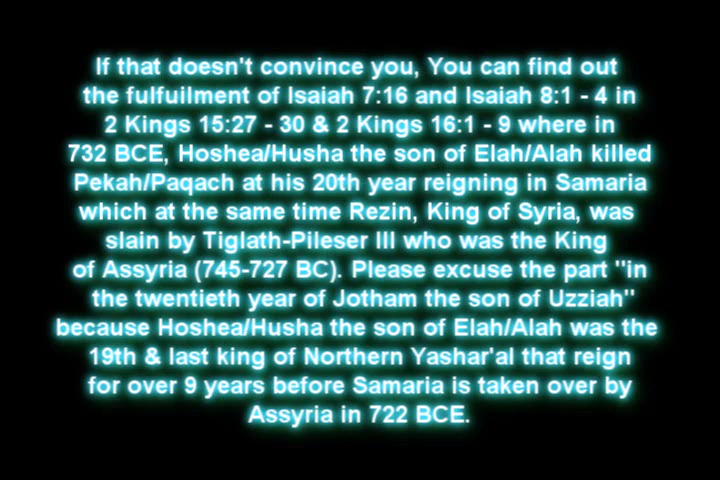 If that doesn't convince you, You can find out
the fulfuilment of Isaiah 7:16 and Isaiah 8:1 - 4 in
2 Kings 15:27 - 30 & 2 Kings 16:1 - 9 where in
732 BCE, Hoshea/Husha the son of Elah/Alah killed
Pekah/Paqach at his 20th year reigning in Samaria
which at the same time Rezin, King of Syria, was
slain by Tiglath-Pileser III who was the King
of Assyria (745-727 BC). Please excuse the part "in
the twentieth year of Jotham the son of Uzziah"
because Hoshea/Husha the son of Elah/Alah was the
19th & last king of Northern Yashar'al that reign
for over 9 years before Samaria is taken over by
Assyria in 722 BCE.